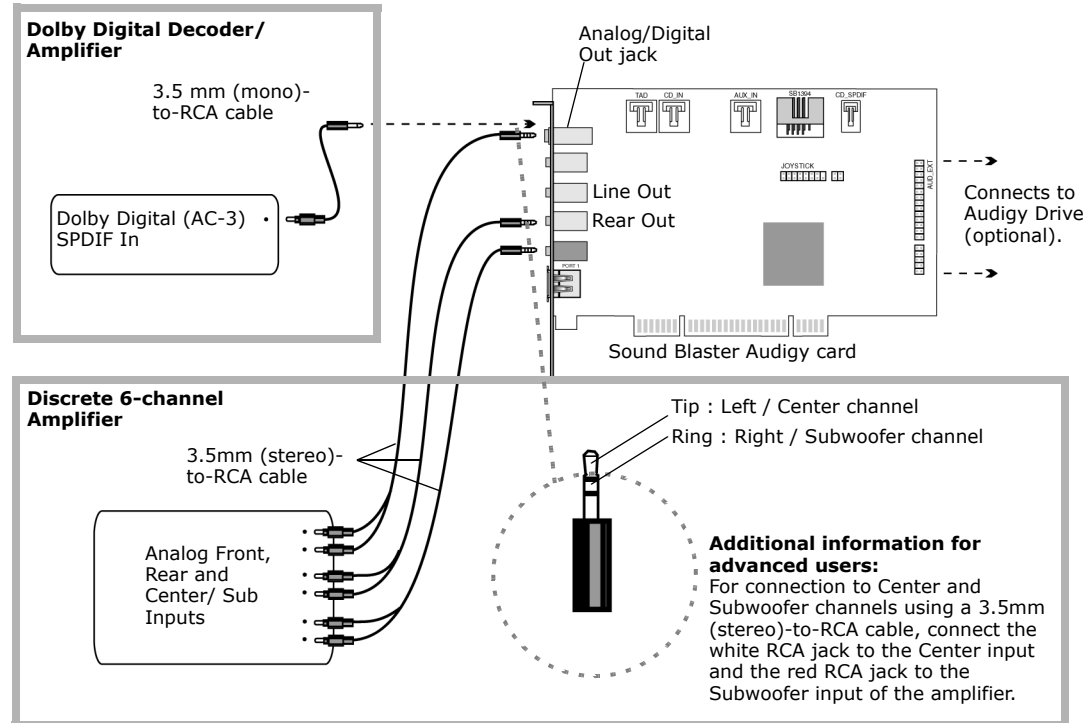 Dolby Digital Decoder/
Amplifier
3.5 mm (mono)-
to-RCA cable
Dolby Digital (AC-3)
SPDIF In
Analog/Digital
Out jack
TAD
CD_IN
AUX_IN
SB1394
CD_SPDIF
JOYSTICK
AUD_EXT
Line Out
Rear Out
PORT 1
Connects to
Audigy Drive
(optional).
Sound Blaster Audigy card
Discrete 6-channel
Amplifier
3.5mm (stereo)-
to-RCA cable
Analog Front,
Rear and
Center/ Sub
Inputs
Tip : Left / Center channel
Ring : Right / Subwoofer channel
Additional information for
advanced users:
For connection to Center and
Subwoofer channels using a 3.5mm
(stereo)-to-RCA cable, connect the
white RCA jack to the Center input
and the red RCA jack to the
Subwoofer input of the amplifier.